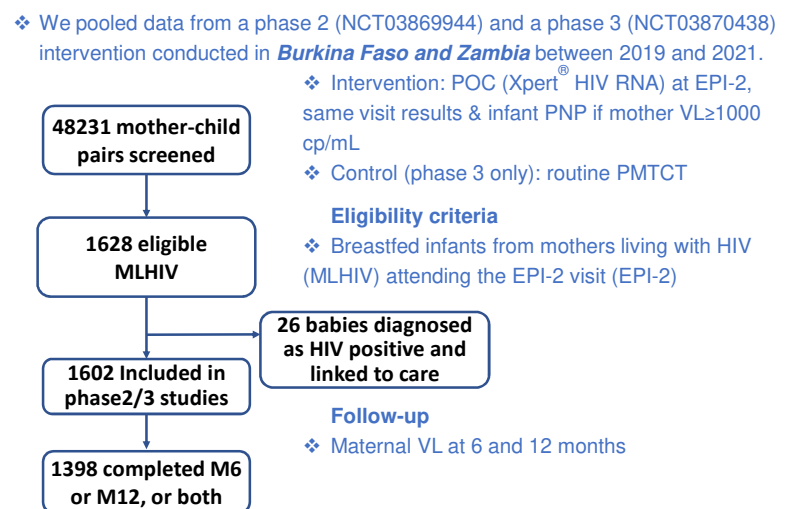 ❖ We pooled data from a phase 2 (NCT03869944) and a phase 3 (NCT03870438)
intervention conducted in Burkina Faso and Zambia between 2019 and 2021.
❖ Intervention: POC (Xpert® HIV RNA) at EPI-2,
same visit results & infant PNP if mother VL≥1000
cp/mL
❖ Control (phase 3 only): routine PMTCT
Eligibility criteria
❖ Breastfed infants from mothers living with HIV
(MLHIV) attending the EPI-2 visit (EPI-2)
Follow-up
❖ Maternal VL at 6 and 12 months
48231 mother-child
pairs screened
1628 eligible
MLHIV
26 babies diagnosed
as HIV positive and
linked to care
1602 Included in
phase2/3 studies
1398 completed M6
or M12, or both